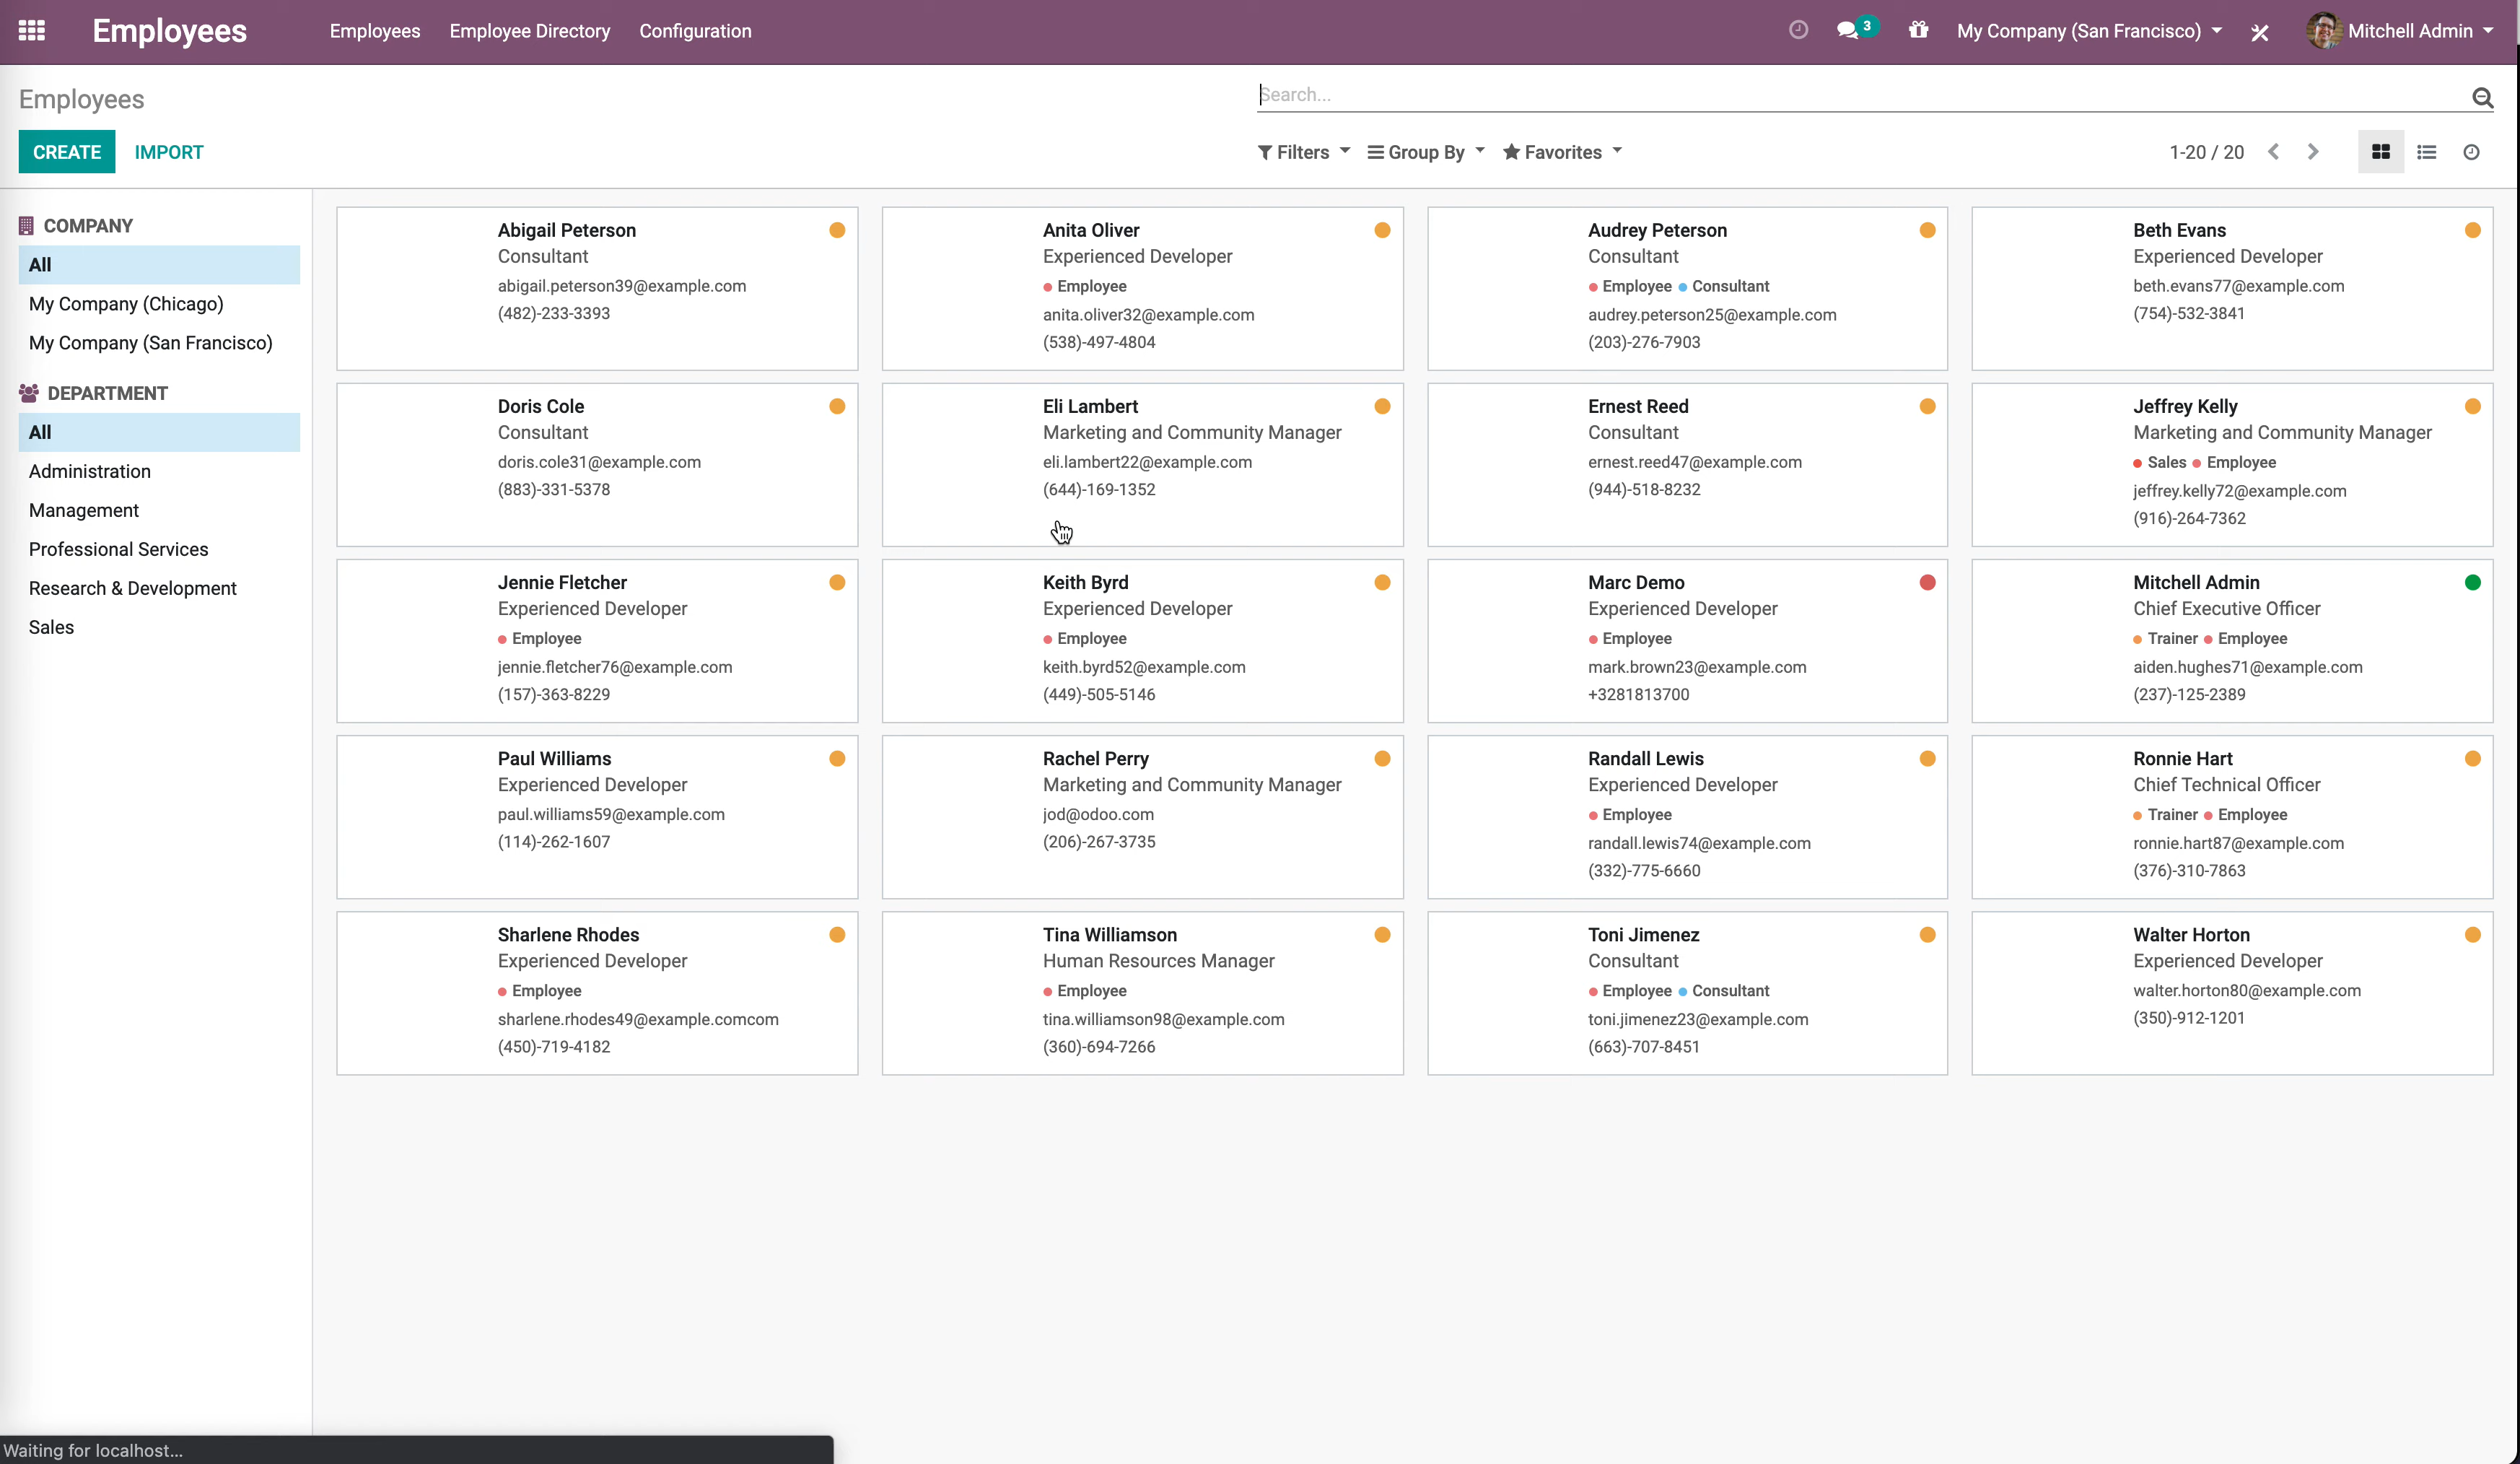 Employees
Employees Employee Directory Configuration
3
My Company (San Francisco)
Mitchell Admin
Employees
Search...
CREATE IMPORT
Filters Group By Favorites
1-20 / 20
COMPANY
All
My Company (Chicago)
My Company (San Francisco)
DEPARTMENT
All
Administration
Management
Professional Services
Research & Development
Sales
Abigail Peterson
Consultant
abigail.peterson39@example.com
(482)-233-3393
Anita Oliver
Experienced Developer
Employee
anita.oliver32@example.com
(538)-497-4804
Audrey Peterson
Consultant
Employee Consultant
audrey.peterson25@example.com
(203)-276-7903
Beth Evans
Experienced Developer
beth.evans77@example.com
(754)-532-3841
Doris Cole
Consultant
doris.cole31@example.com
(883)-331-5378
Eli Lambert
Marketing and Community Manager
eli.lambert22@example.com
(644)-169-1352
Ernest Reed
Consultant
ernest.reed47@example.com
(944)-518-8232
Jeffrey Kelly
Marketing and Community Manager
Sales Employee
jeffrey.kelly72@example.com
(916)-264-7362
Jennie Fletcher
Experienced Developer
Employee
jennie.fletcher76@example.com
(157)-363-8229
Keith Byrd
Experienced Developer
Employee
keith.byrd52@example.com
(449)-505-5146
Marc Demo
Experienced Developer
Employee
mark.brown23@example.com
+3281813700
Mitchell Admin
Chief Executive Officer
Trainer Employee
aiden.hughes71@example.com
(237)-125-2389
Paul Williams
Experienced Developer
paul.williams59@example.com
(114)-262-1607
Rachel Perry
Marketing and Community Manager
jod@odoo.com
(206)-267-3735
Randall Lewis
Experienced Developer
Employee
randall.lewis74@example.com
(332)-775-6660
Ronnie Hart
Chief Technical Officer
Trainer Employee
ronnie.hart87@example.com
(376)-310-7863
Sharlene Rhodes
Experienced Developer
Employee
sharlene.rhodes49@example.comcom
(450)-719-4182
Tina Williamson
Human Resources Manager
Employee
tina.williamson98@example.com
(360)-694-7266
Toni Jimenez
Consultant
Employee Consultant
toni.jimenez23@example.com
(663)-707-8451
Walter Horton
Experienced Developer
walter.horton80@example.com
(350)-912-1201
Waiting for localhost...